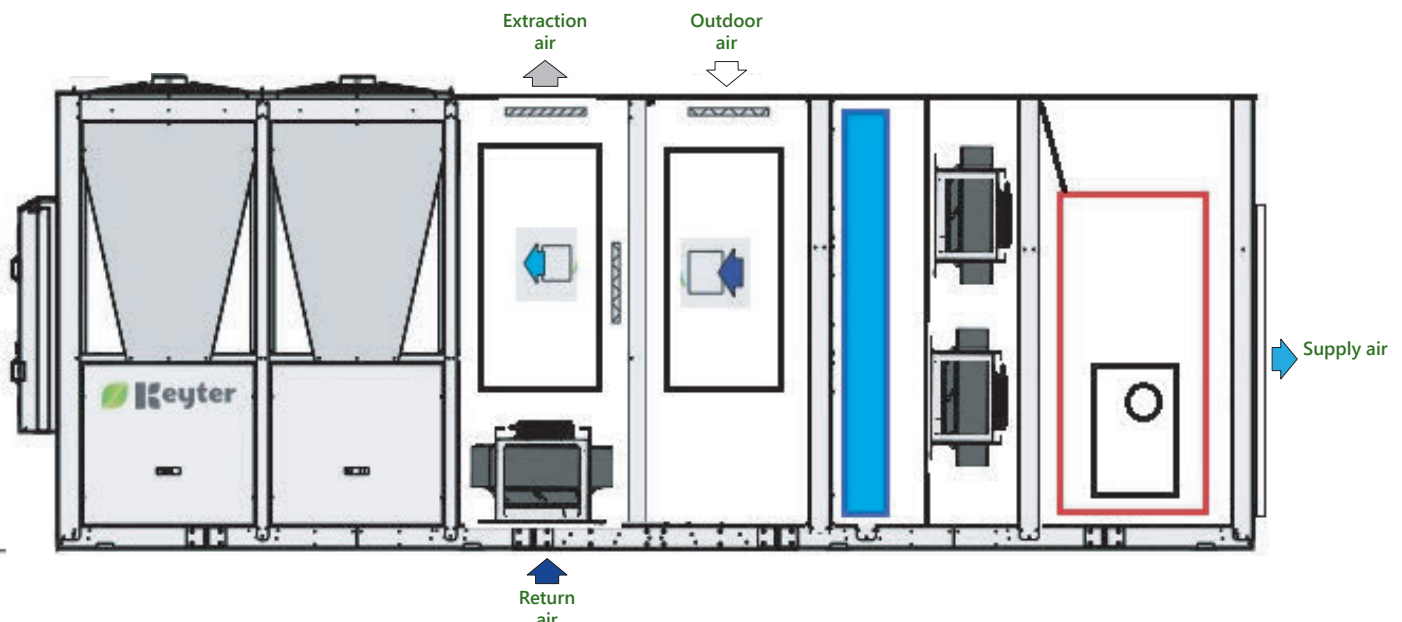 Extraction
air
Outdoor
air
Keyter
Supply air
Return
air